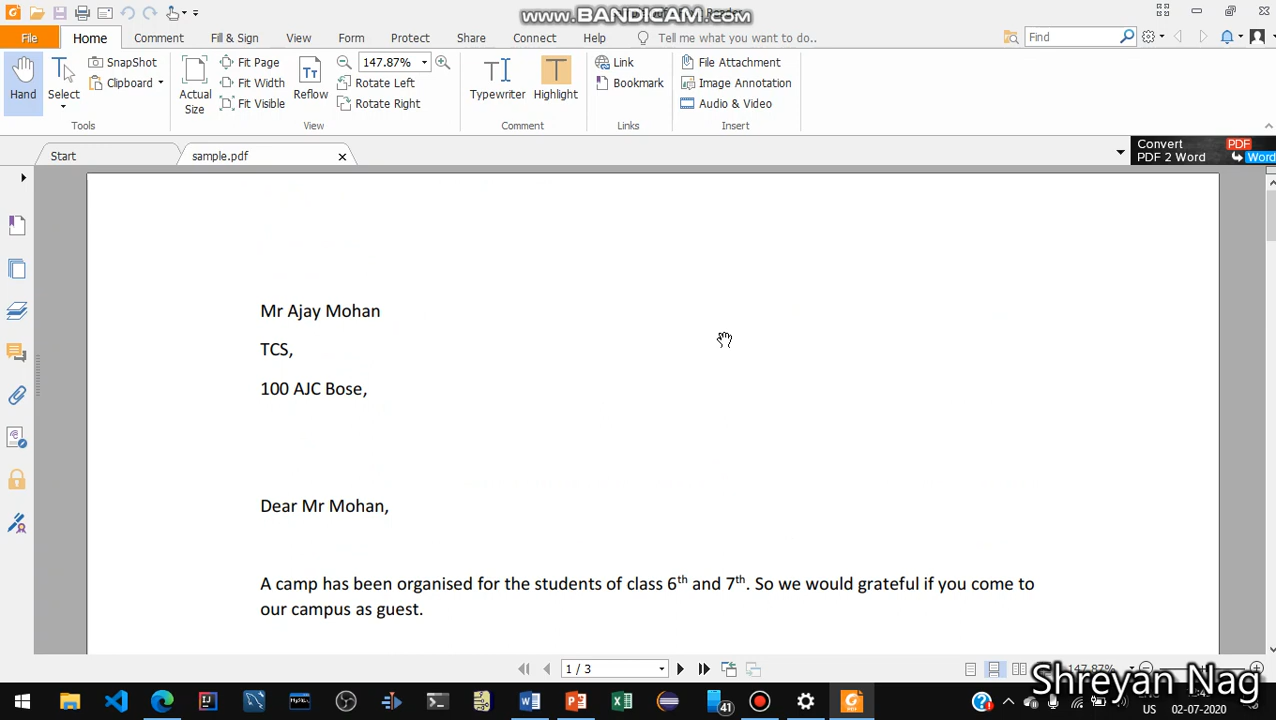 www.BANDICAM.com
File Home Comment Fill & Sign View Form Protect Share Connect Help Tell me what you want to do.. Find
Hand
Select
SnapShot
Clipboard
Tools
Actual Size
Fit Page
Fit Width
Fit Visible
Reflow
147.87%
Rotate Left
Rotate Right
View
Typewriter
Highlight
Comment
Link
Bookmark
Links
File Attachment
Image Annotation
Audio & Video
Insert
Start
sample.pdf
Convert PDF
PDF 2 Word Word
Mr Ajay Mohan
TCS,
100 AJC Bose,
Dear Mr Mohan,
A camp has been organised for the students of class 6th and 7th. So we would grateful if you come to
our campus as guest.
1 / 3
147.87%
Shreyan Nag
41
US 02-07-2020